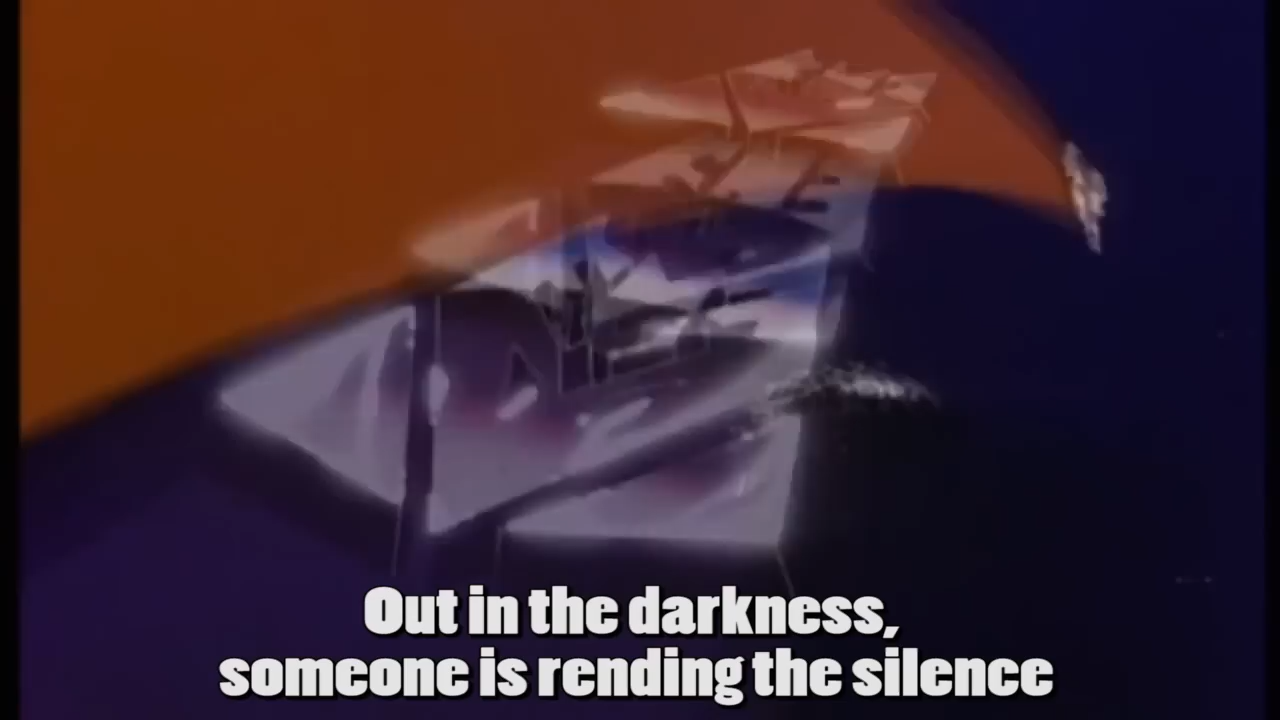 Out in the darkness,
someone is rending the silence